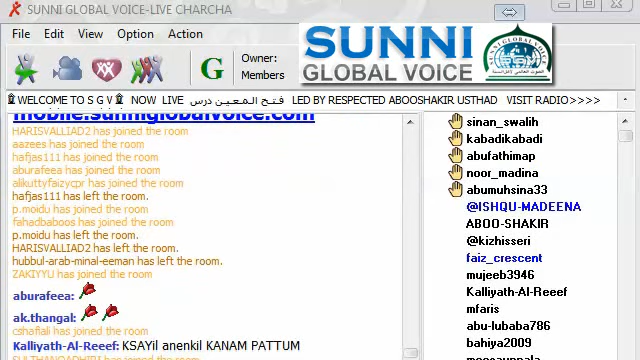 SUNNI GLOBAL VOICE-LIVE CHARCHA
File View Option Action
SUNNI
GLOBAL VOICE
G Owner:
Members
WELCOME TO S G V NOW LIVE فتح المعين درس LED BY RESPECTED ABOOSHAKIR USTHAD VISIT RADIO>>>>
mobile.sunniglobalvoice.com
HARISVALLIAD2 has joined the room
aazees has joined the room
hafjas111 has joined the room
aburafeea has joined the room
alikuttyfaizycpr has joined the room
hafjas111 has left the room.
p.moidu has joined the room
fahadbaboos has joined the room
p.moidu has left the room.
HARISVALLIAD2 has left the room.
hubbul-arab-minal-eeman has left the room.
ZAKIYYU has joined the room
aburafeea:
ak.thangal:
cshafiali has joined the room
Kalliyath-Al-Reeef: KSAYil anenkil KANAM PATTUM
sinan_swalih
kabadikabadi
abufathimap
noor_madina
abumuhsina33
@ISHQU-MADEENA
ABOO-SHAKIR
@kizhisseri
faiz_crescent
mujeeb3946
Kalliyath-Al-Reeef
mfaris
abu-lubaba786
bahiya2009